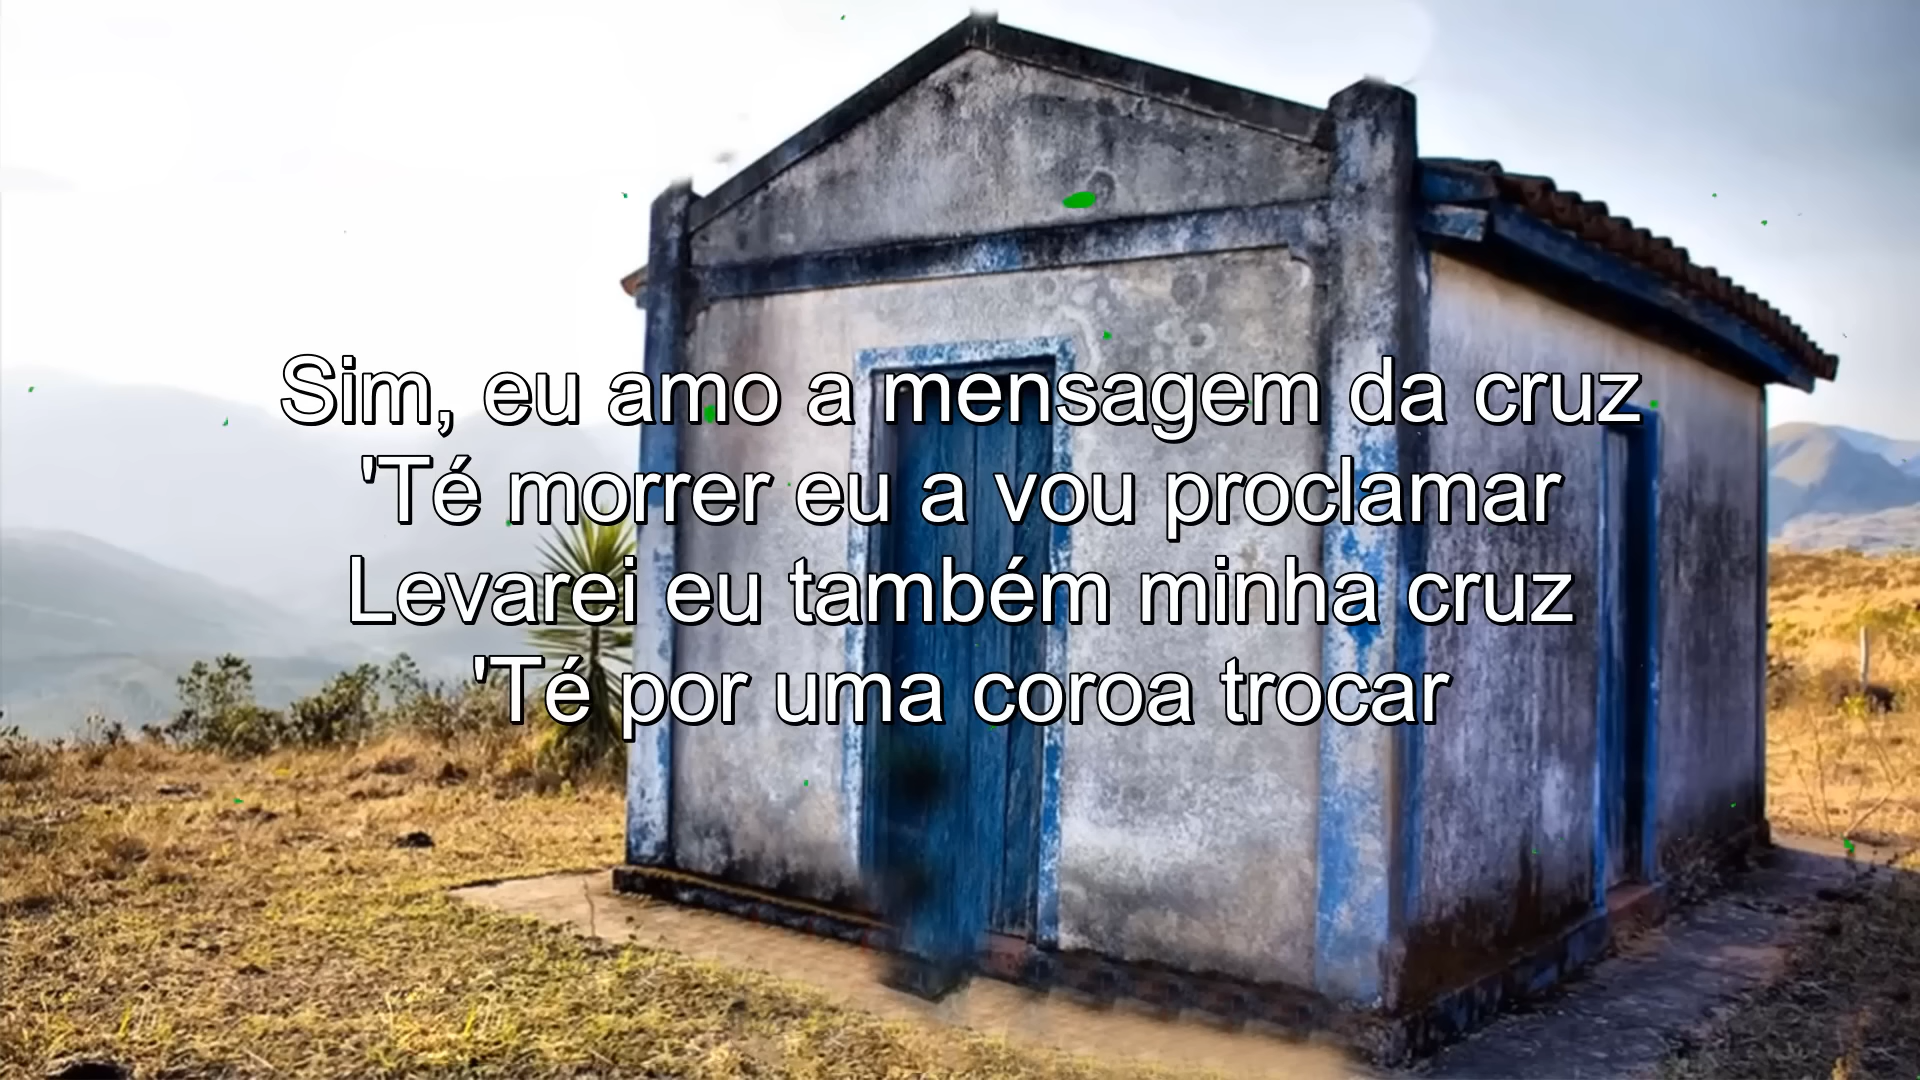 Sim, eu amo a mensagem da cruz
'Té morrer eu a vou proclamar
Levarei eu também minha cruz
'Té por uma coroa trocar